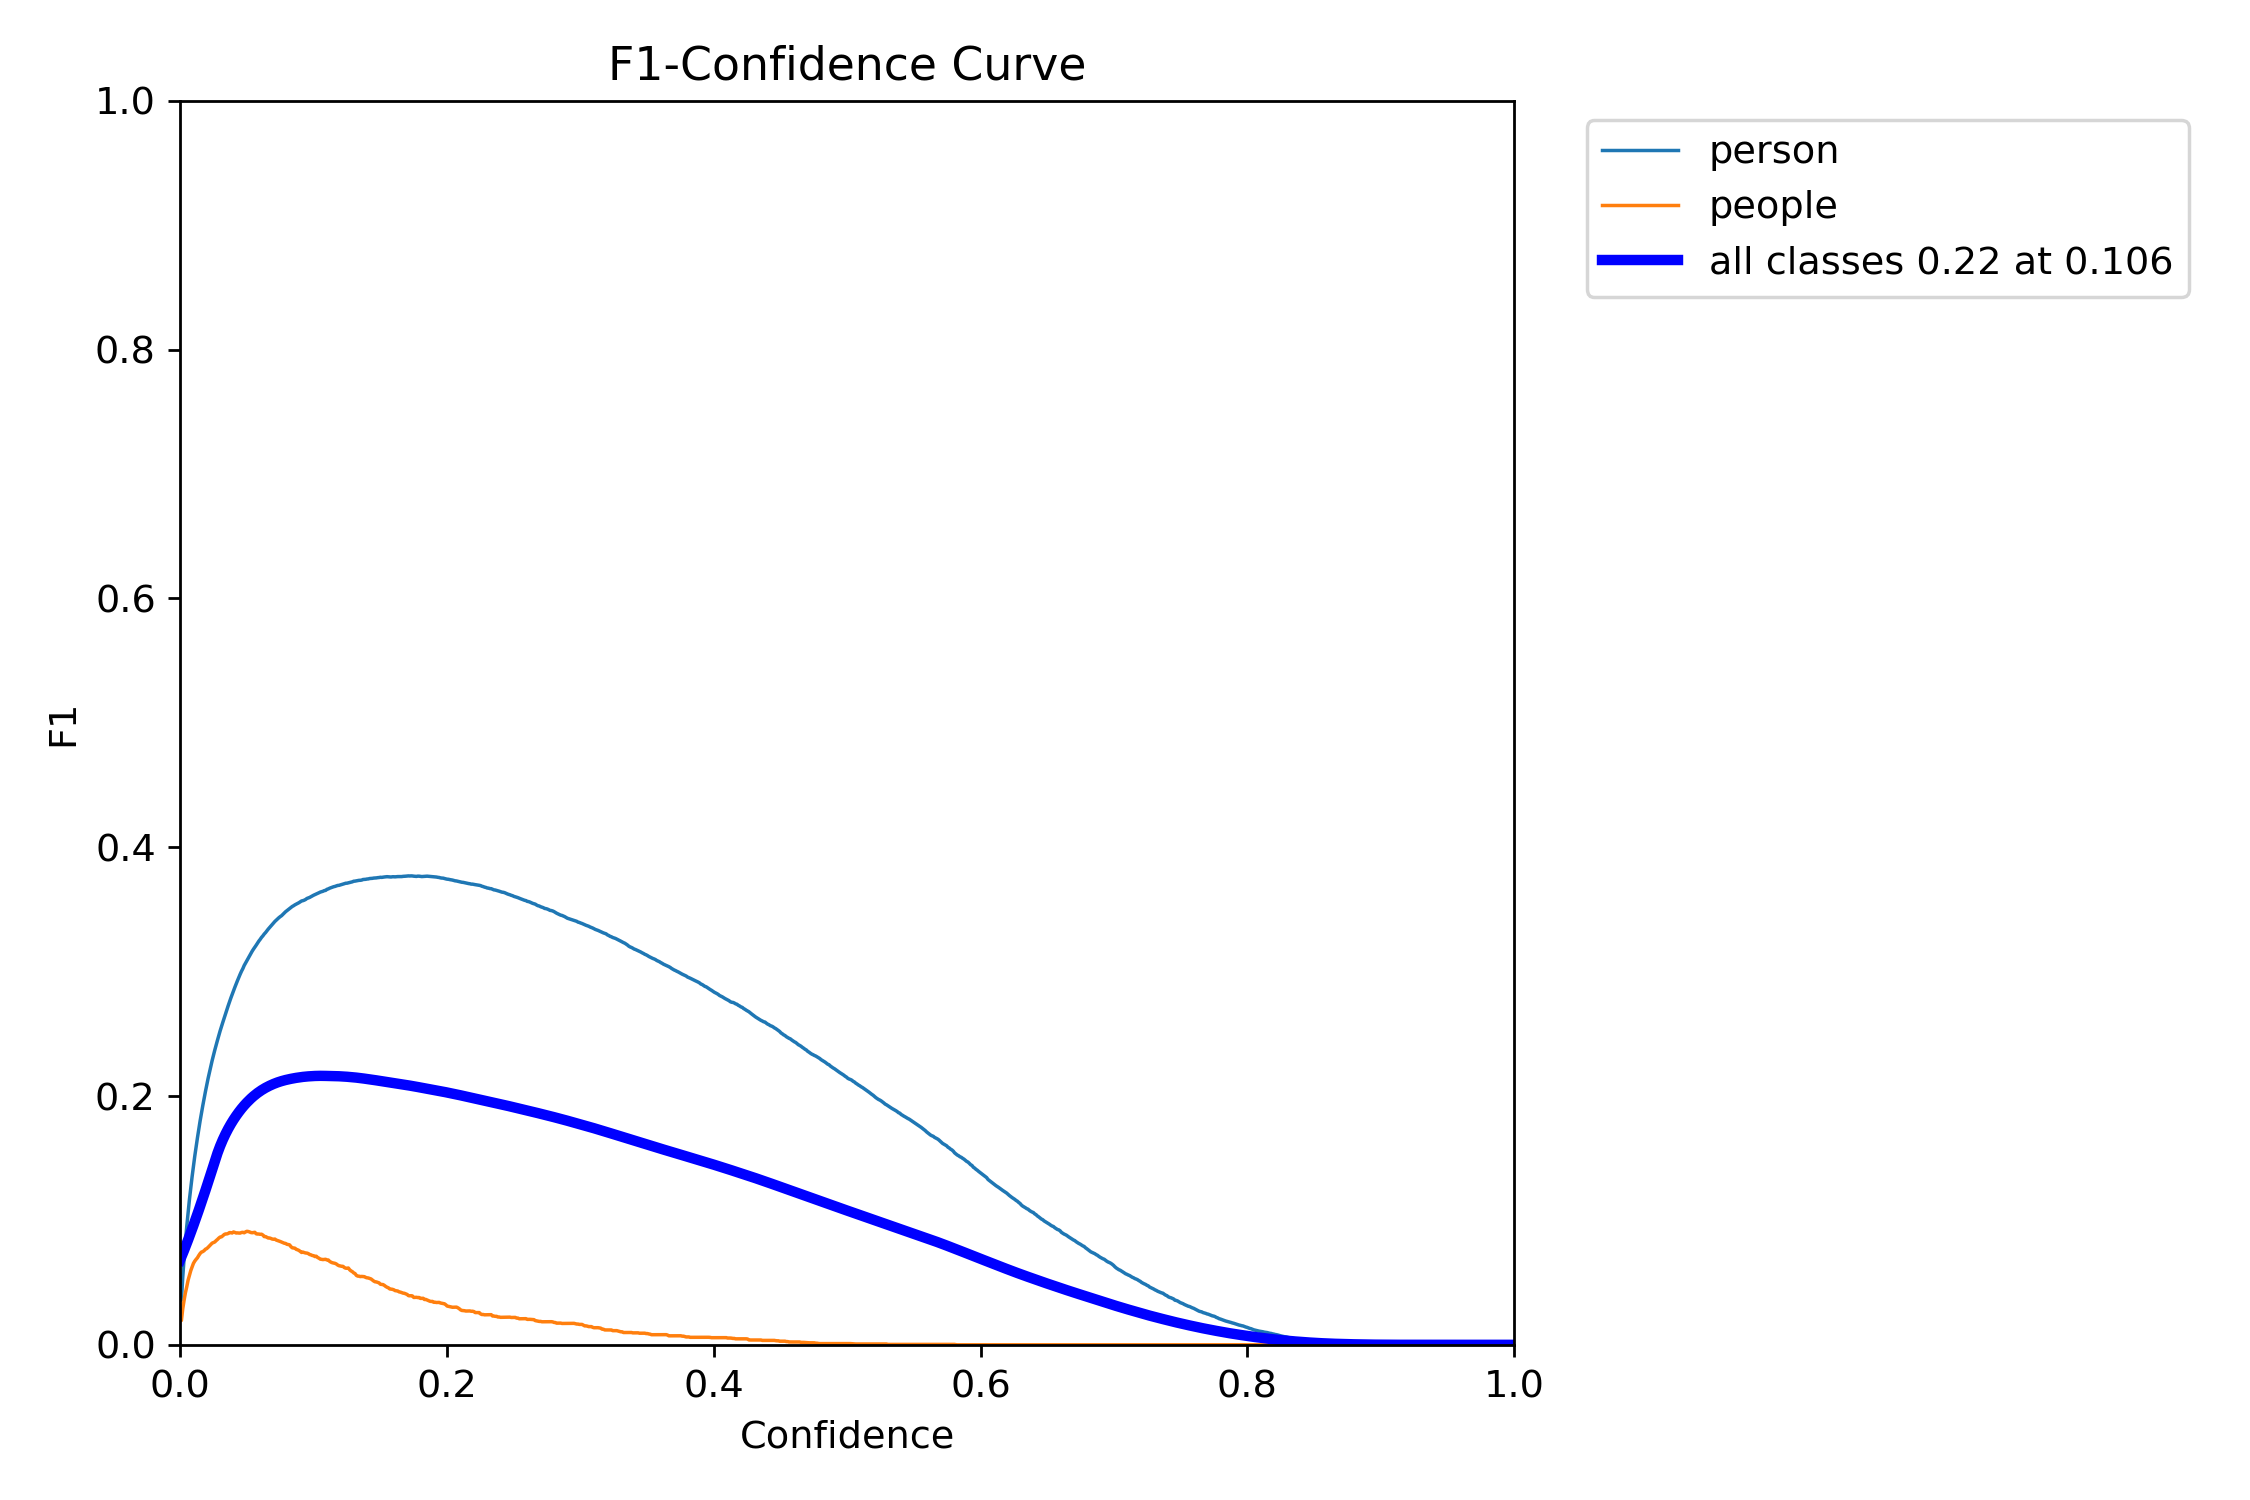 F1-Confidence Curve
1.0
0.8
0.6
0.4
0.2
0.0
F1
0.0 0.2 0.4 0.6 0.8 1.0
Confidence
person
people
all classes 0.22 at 0.106